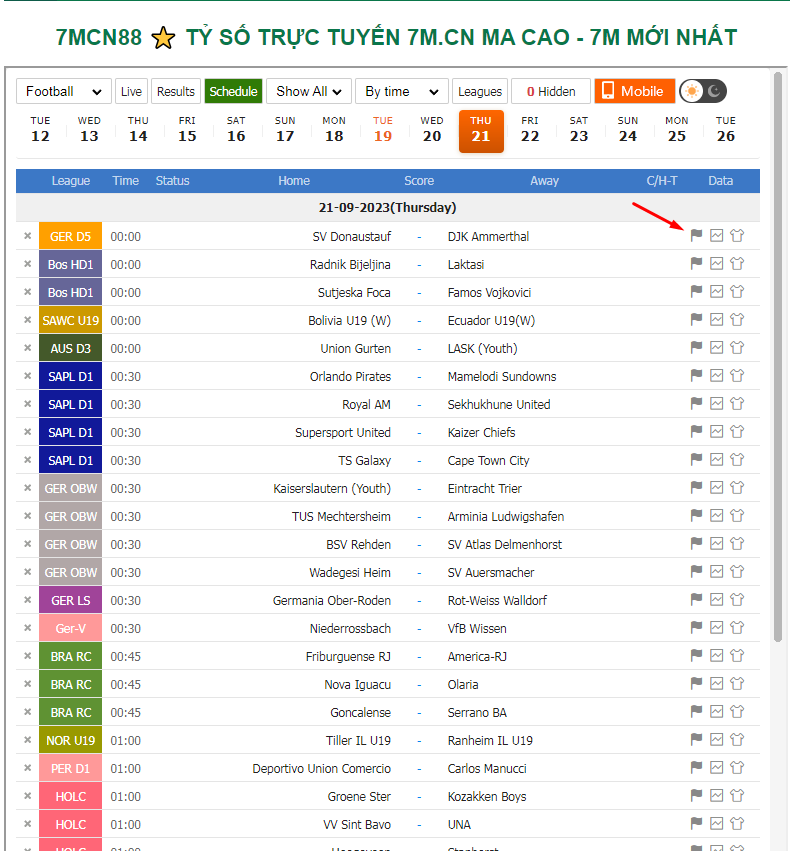 7MCN88 ⭐ TỶ SỐ TRỰC TUYẾN 7M.CN MA CAO - 7M MỚI NHẤT
Football Live Results Schedule Show All By time Leagues 0 Hidden Mobile
TUE WED THU FRI SAT SUN MON TUE WED THU FRI SAT SUN MON TUE
12 13 14 15 16 17 18 19 20 21 22 23 24 25 26
League Time Status Home Score Away C/H-T Data
21-09-2023(Thursday)
× GER D5 00:00 SV Donaustauf - DJK Ammerthal
× Bos HD1 00:00 Radnik Bijeljina - Laktasi
× Bos HD1 00:00 Sutjeska Foca - Famos Vojkovici
× SAWC U19 00:00 Bolivia U19 (W) - Ecuador U19(W)
× AUS D3 00:00 Union Gurten - LASK (Youth)
× SAPL D1 00:30 Orlando Pirates - Mamelodi Sundowns
× SAPL D1 00:30 Royal AM - Sekhukhune United
× SAPL D1 00:30 Supersport United - Kaizer Chiefs
× SAPL D1 00:30 TS Galaxy - Cape Town City
× GER OBW 00:30 Kaiserslautern (Youth) - Eintracht Trier
× GER OBW 00:30 TUS Mechtersheim - Arminia Ludwigshafen
× GER OBW 00:30 BSV Rehden - SV Atlas Delmenhorst
× GER OBW 00:30 Wadegesi Heim - SV Auersmacher
× GER LS 00:30 Germania Ober-Roden - Rot-Weiss Walldorf
× Ger-V 00:30 Niederrossbach - VfB Wissen
× BRA RC 00:45 Friburguense RJ - America-RJ
× BRA RC 00:45 Nova Iguacu - Olaria
× BRA RC 00:45 Goncalense - Serrano BA
× NOR U19 01:00 Tiller IL U19 - Ranheim IL U19
× PER D1 01:00 Deportivo Union Comercio - Carlos Manucci
× HOLC 01:00 Groene Ster - Kozakken Boys
× HOLC 01:00 VV Sint Bavo - UNA